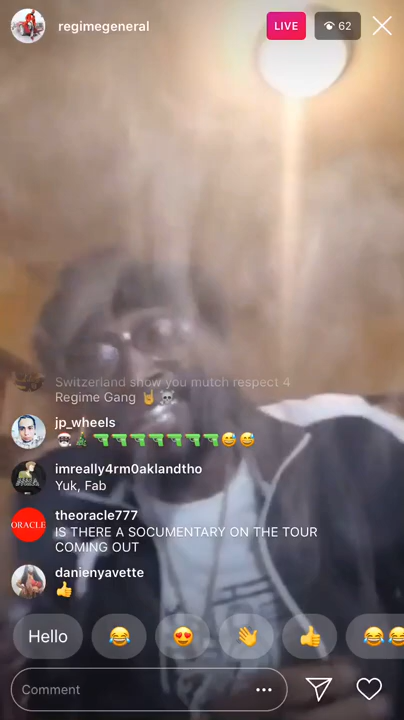 regimegeneral
LIVE
62
Switzerland show you mutch respect 4
Regime Gang 🤘☠️
jp_wheels
🎅🏿🎄🔫🔫🔫🔫🔫🔫🔫😅😅
imreally4rm0aklandtho
Yuk, Fab
ORACLE
theoracle777
IS THERE A SOCUMENTARY ON THE TOUR
COMING OUT
danienyavette
👍
Hello 😂 😍 👋 👍 😂😂
Comment